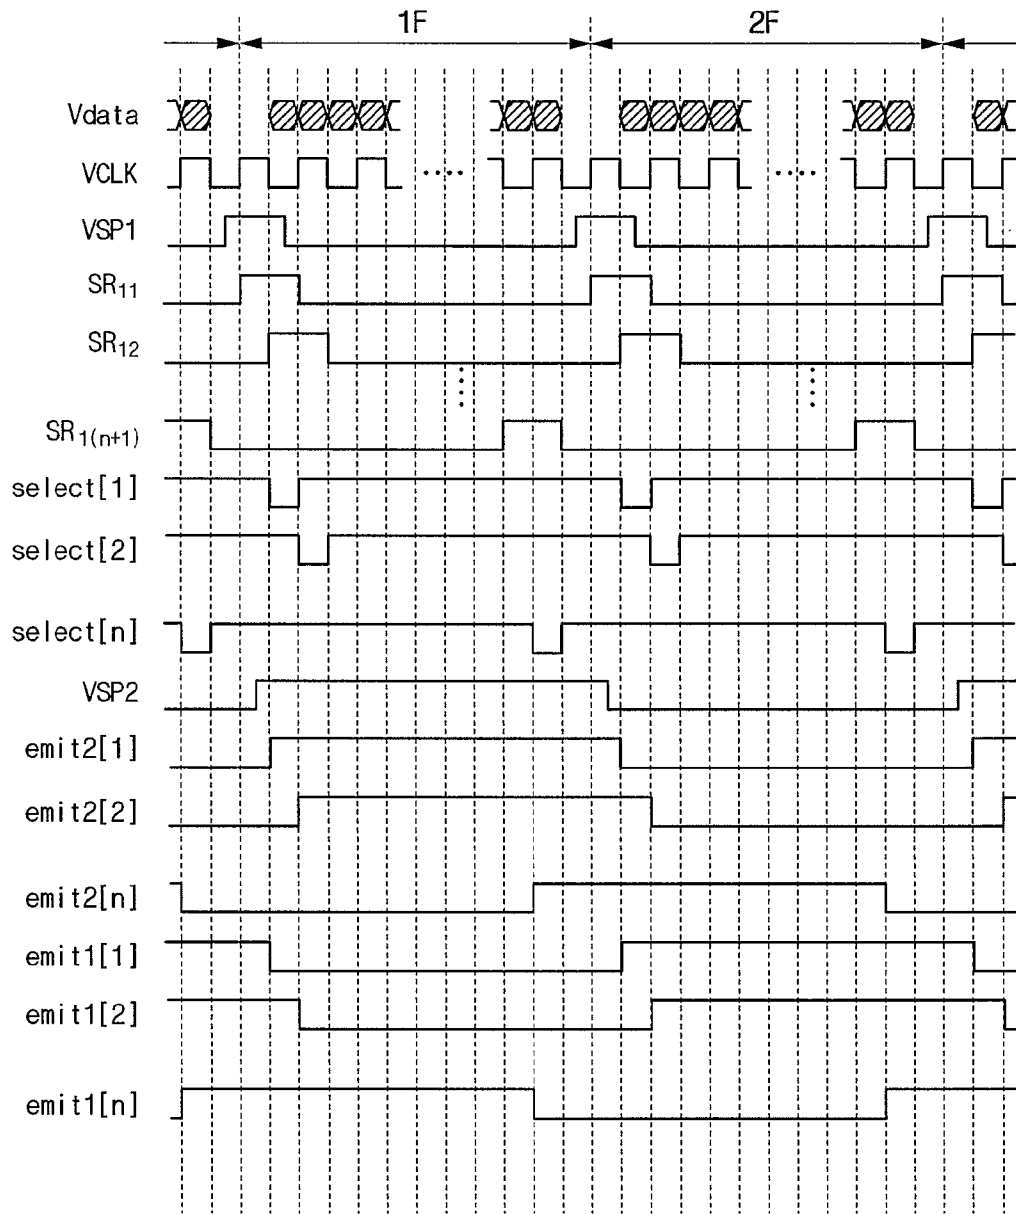 1F 2F
Vdata
VCLK
VSP1
SR₁₁
SR₁₂
SR₁₍ₙ₊₁₎
select[1]
select[2]
select[n]
VSP2
emit2[1]
emit2[2]
emit2[n]
emit1[1]
emit1[2]
emit1[n]